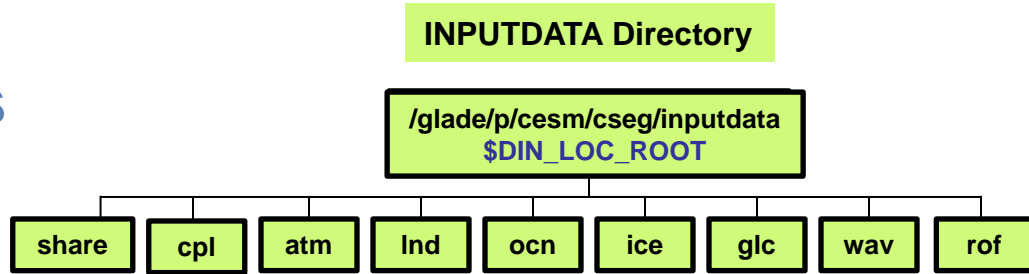 INPUTDATA Directory
s
/glade/p/cesm/cseg/inputdata
$DIN_LOC_ROOT
share cpl atm lnd ocn ice glc wav rof